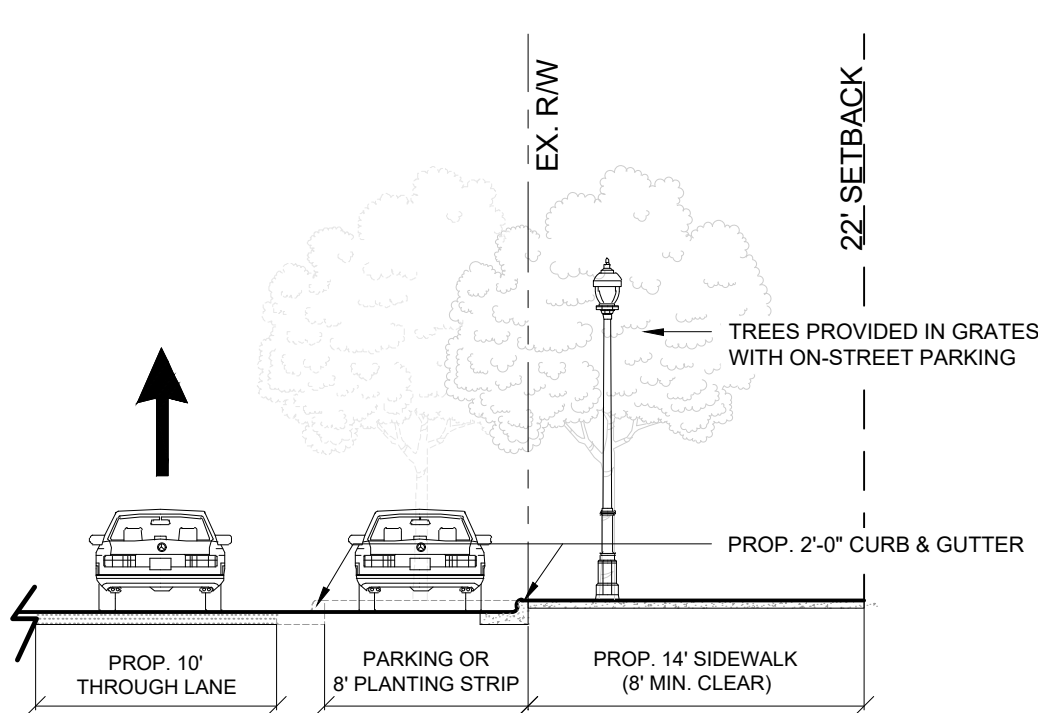 EX. R/W
22' SETBACK
TREES PROVIDED IN GRATES
WITH ON-STREET PARKING
PROP. 2'-0" CURB & GUTTER
PROP. 10'
THROUGH LANE
PARKING OR
8' PLANTING STRIP
PROP. 14' SIDEWALK
(8' MIN. CLEAR)